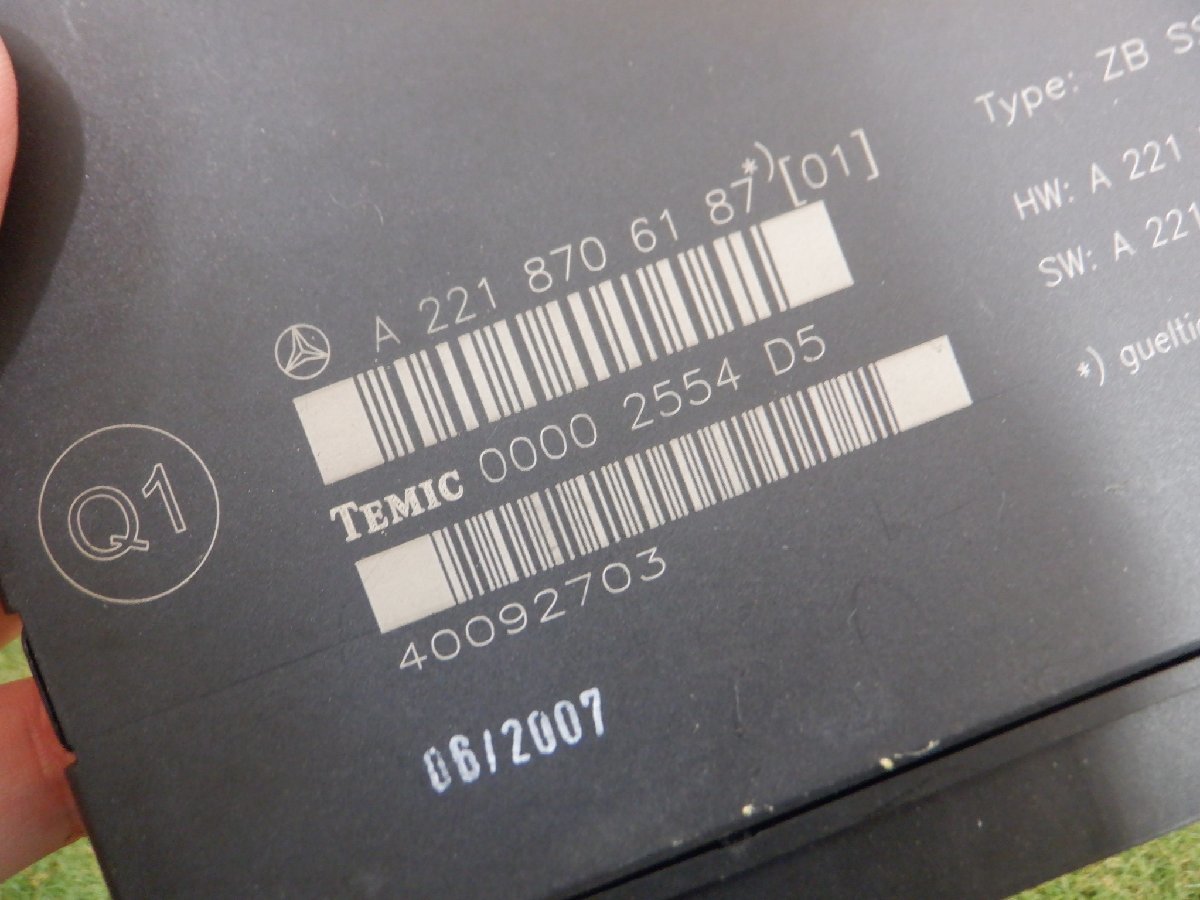 A 221 870 61 87*)[01]
TEMIC 0000 2554 D5
40092703
06/2007
Q1
Type: ZB
HW: A 221
SW: A 221
*)